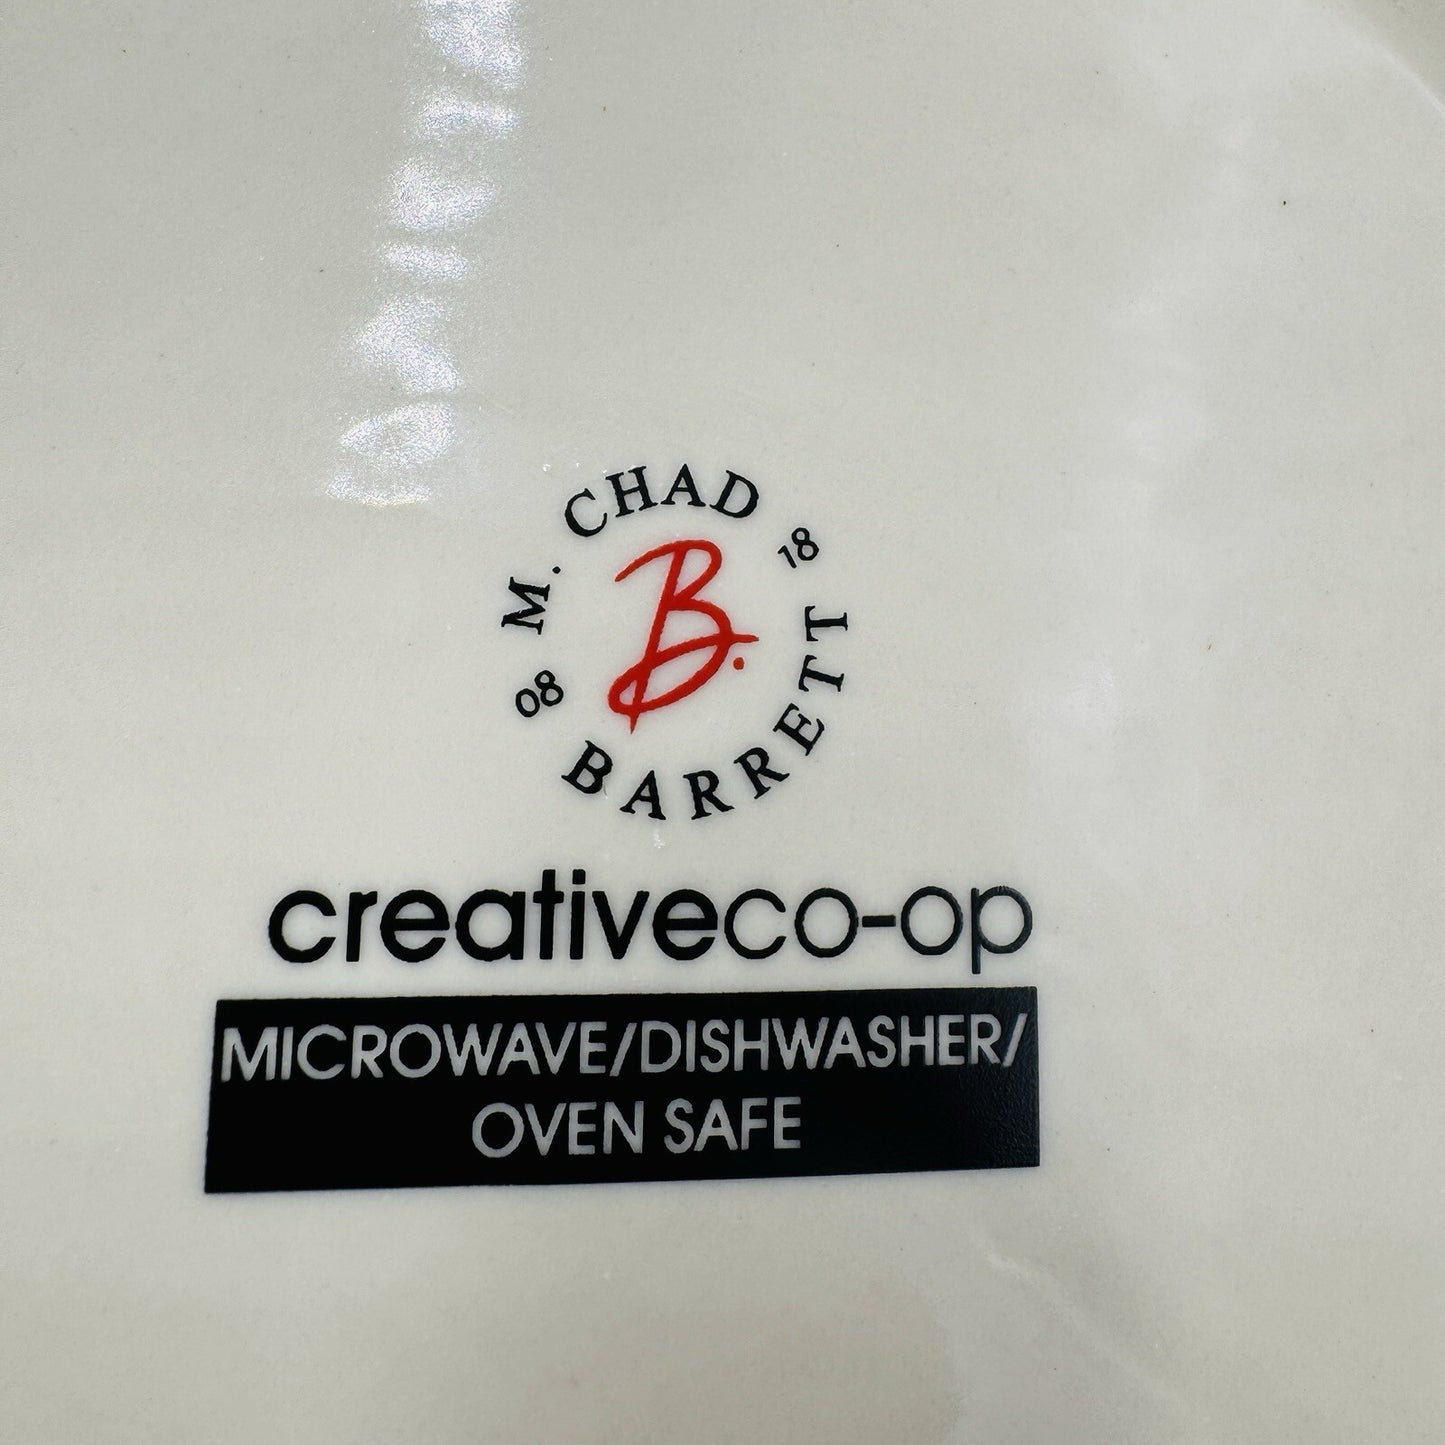 M. CHAD
18
B.
08
BARRETT
creativeco-op
MICROWAVE/DISHWASHER/
OVEN SAFE